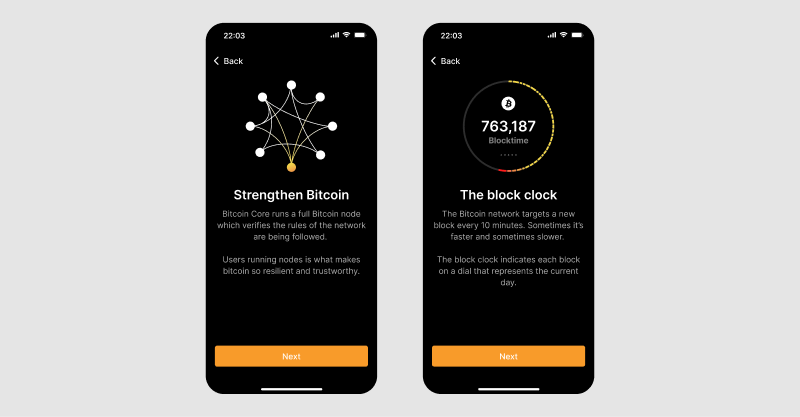 22:03
Back
Strengthen Bitcoin
Bitcoin Core runs a full Bitcoin node
which verifies the rules of the network
are being followed.
Users running nodes is what makes
bitcoin so resilient and trustworthy.
Next
22:03
Back
763,187
Blocktime
The block clock
The Bitcoin network targets a new
block every 10 minutes. Sometimes it's
faster and sometimes slower.
The block clock indicates each block
on a dial that represents the current
day.
Next